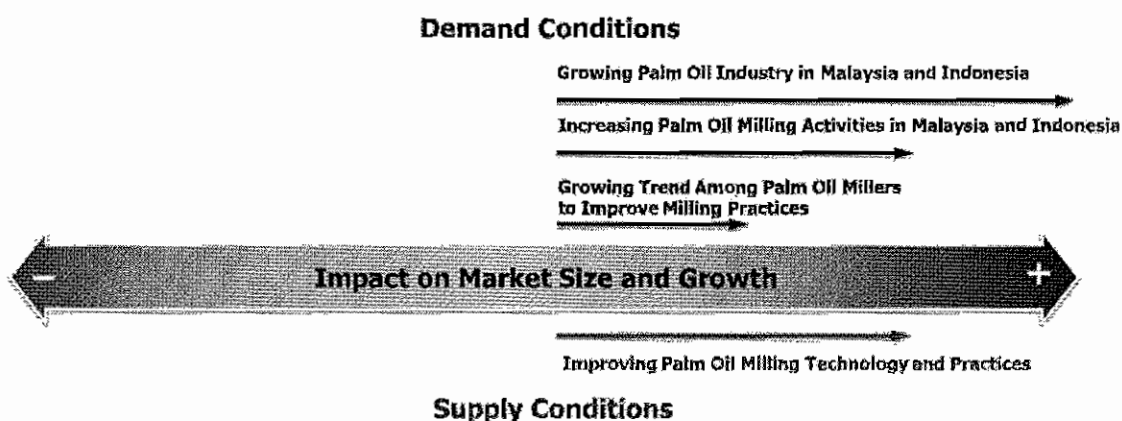 Demand Conditions
Growing Palm Oil Industry in Malaysia and Indonesia
Increasing Palm Oil Milling Activities in Malaysia and Indonesia
Growing Trend Among Palm Oil Millers
to Improve Milling Practices
− Impact on Market Size and Growth +
Improving Palm Oil Milling Technology and Practices
Supply Conditions